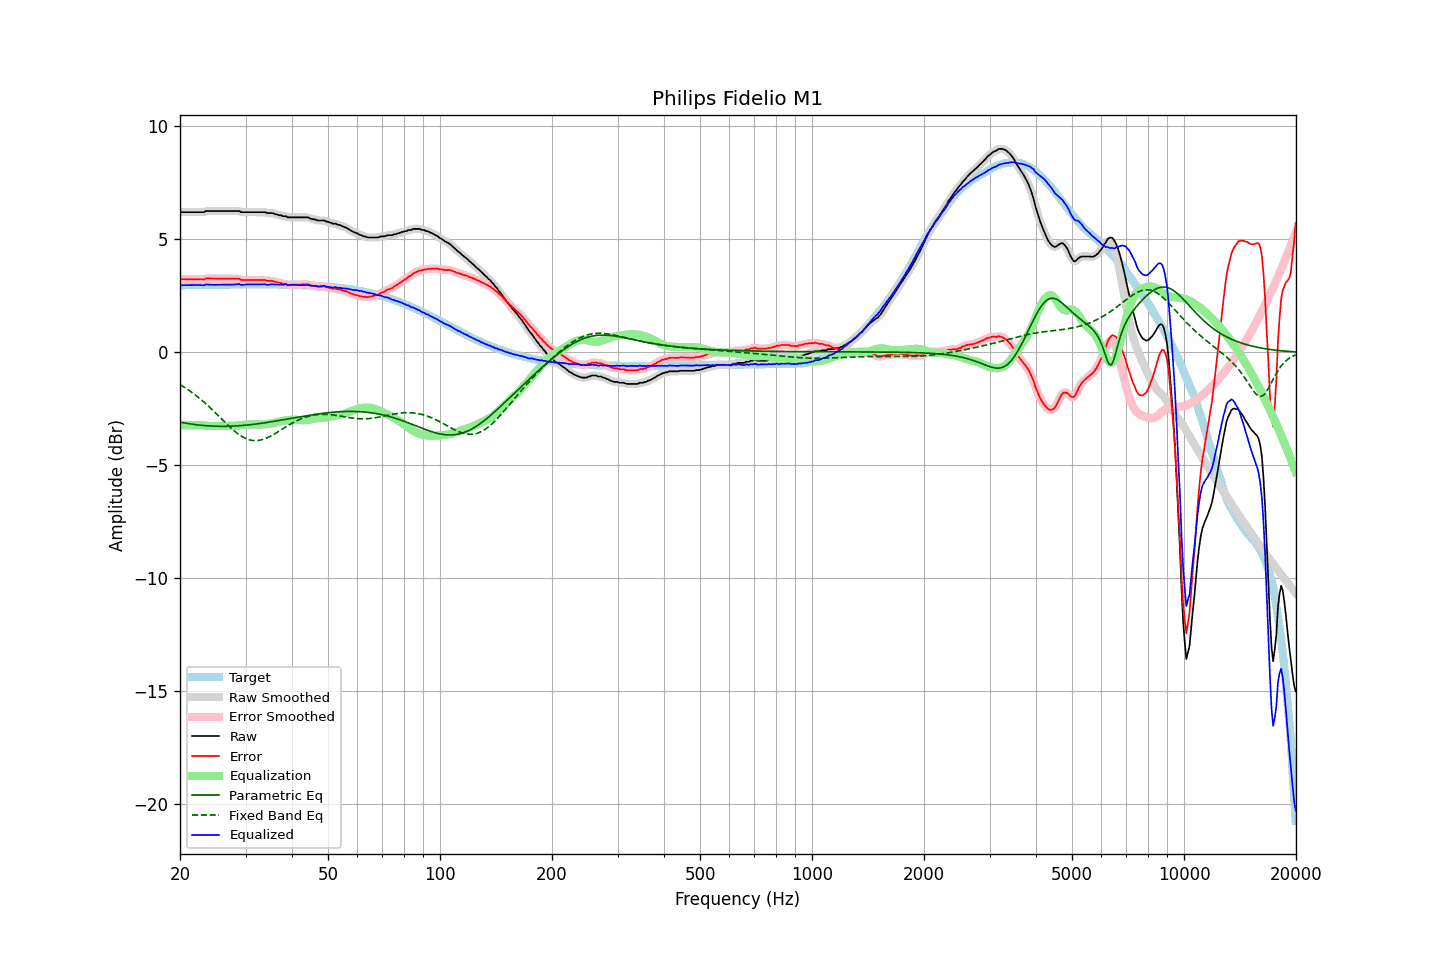 Philips Fidelio M1
Amplitude (dBr)
10
5
0
−5
−10
−15
−20
Target
Raw Smoothed
Error Smoothed
Raw
Error
Equalization
Parametric Eq
Fixed Band Eq
Equalized
20 50 100 200 500 1000 2000 5000 10000 20000
Frequency (Hz)